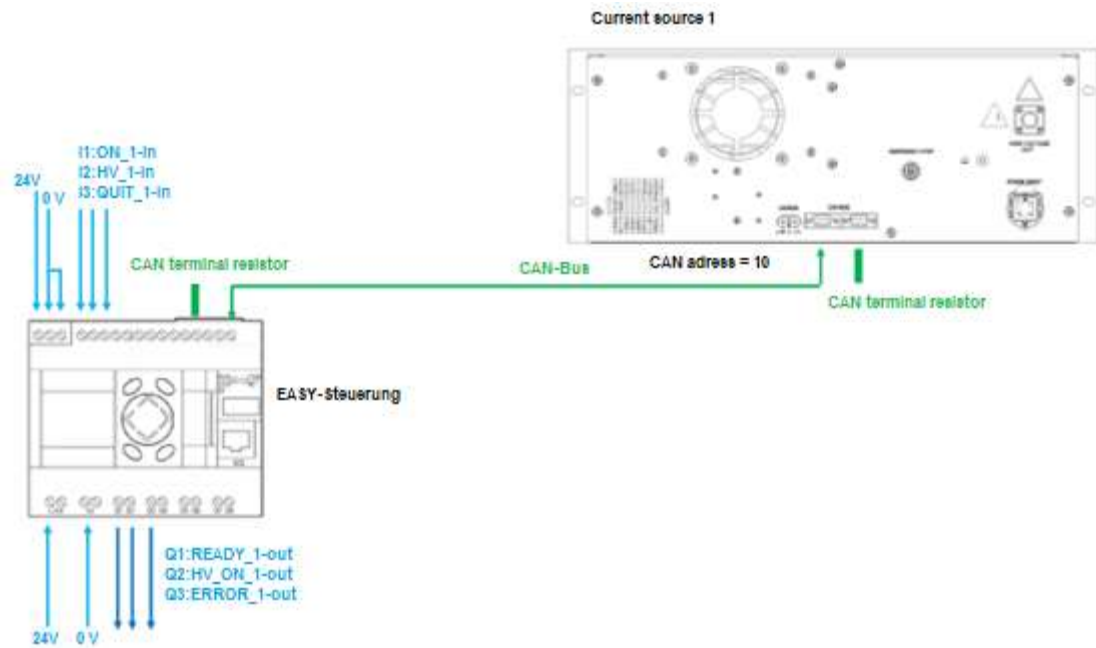 Current source 1
I1:ON_1-in
I2:HV_1-in
I3:QUIT_1-in
24V
0 V
CAN terminal resistor
CAN-Bus
CAN adress = 10
CAN terminal resistor
EASY-Steuerung
Q1:READY_1-out
Q2:HV_ON_1-out
Q3:ERROR_1-out
24V
0 V